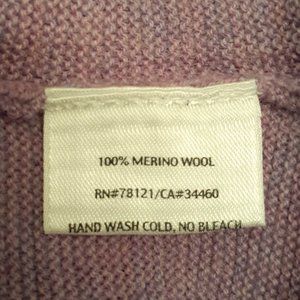 100% MERINO WOOL
RN#78121/CA#34460
HAND WASH COLD, NO BLEACH